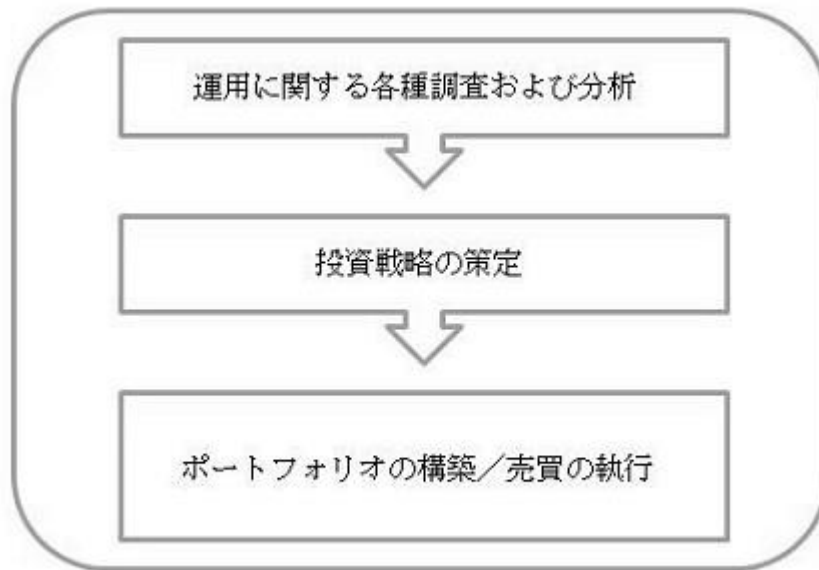 運用に関する各種調査および分析
投資戦略の策定
ポートフォリオの構築／売買の執行